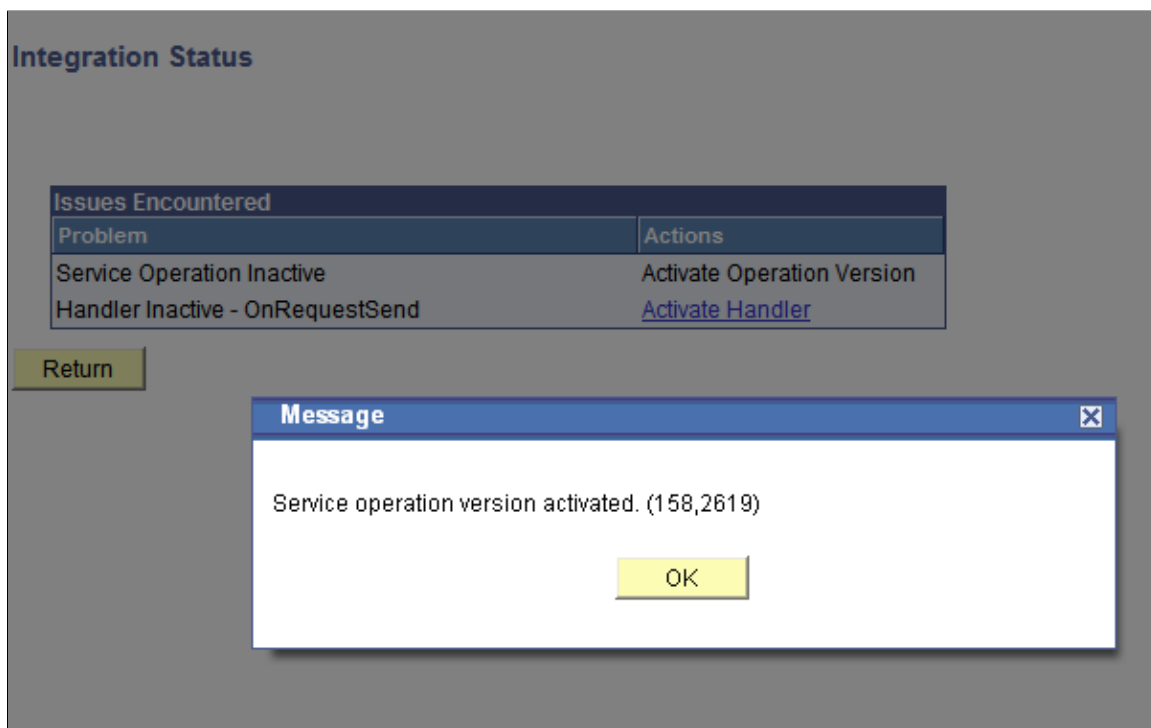 Integration Status
Issues Encountered
Problem Actions
Service Operation Inactive Activate Operation Version
Handler Inactive - OnRequestSend Activate Handler
Return
Message
Service operation version activated. (158,2619)
OK